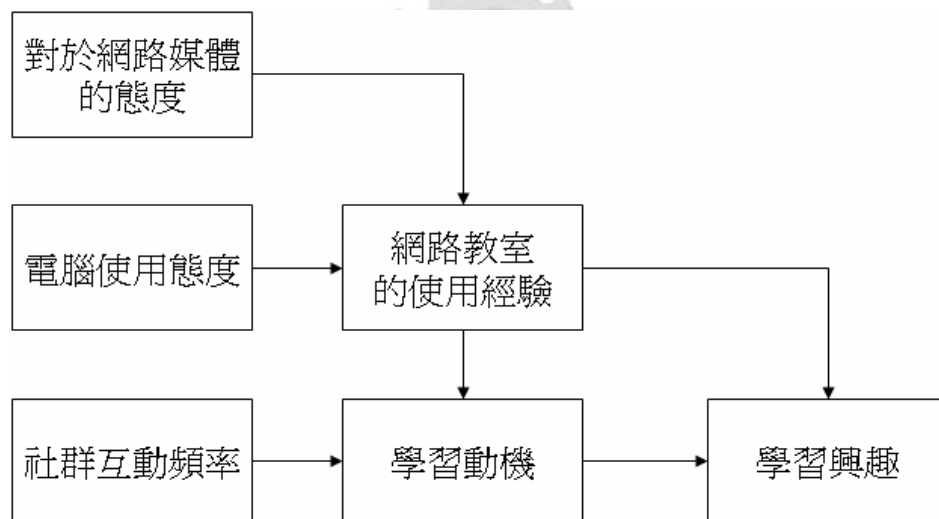 對於網路媒體
的態度
電腦使用態度
網路教室
的使用經驗
社群互動頻率
學習動機
學習興趣